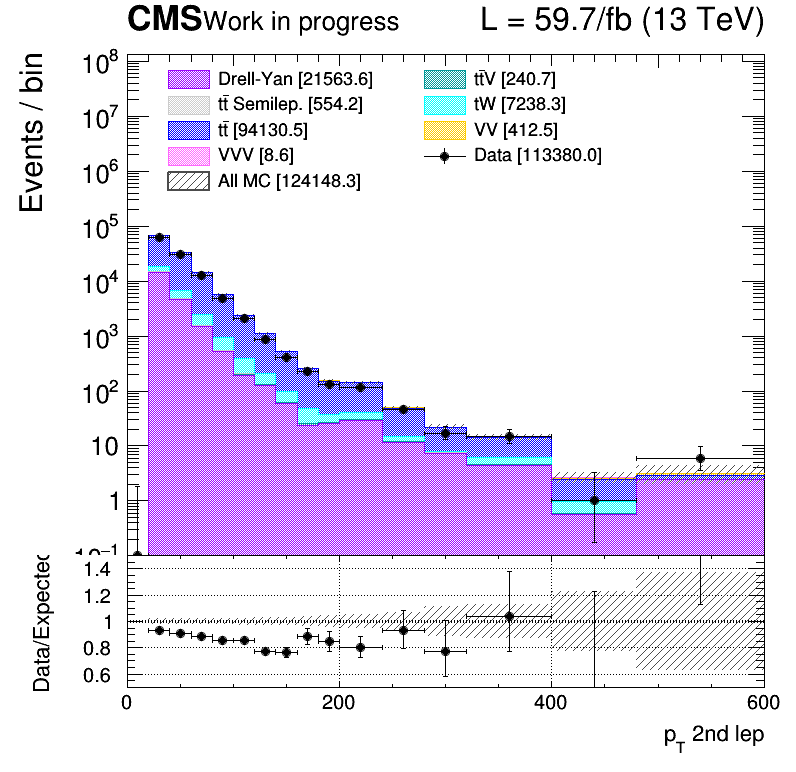 CMS Work in progress L = 59.7/fb (13 TeV)
Events / bin
Drell-Yan [21563.6]
tt̄V [240.7]
tt̄ Semilep. [554.2]
tW [7238.3]
tt̄ [94130.5]
VV [412.5]
VVV [8.6]
Data [113380.0]
All MC [124148.3]
10⁸
10⁷
10⁶
10⁵
10⁴
10³
10²
10
1
10⁻¹
Data/Expected
1.4
1.2
1
0.8
0.6
0 200 400 600
p_T 2nd lep